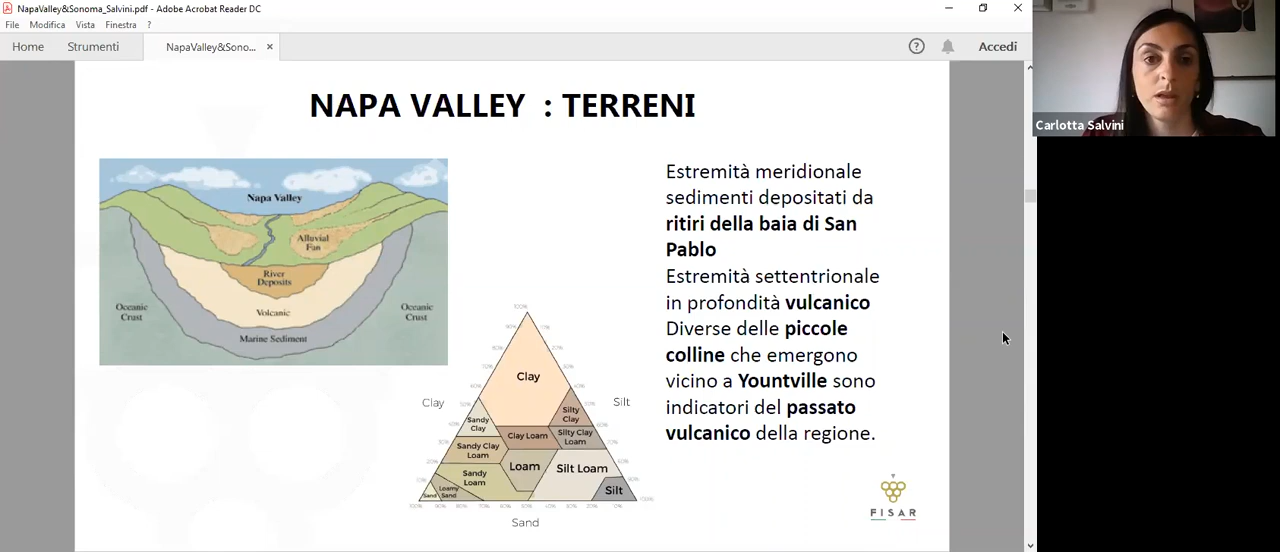 NapaValley&Sonoma_Salvini.pdf - Adobe Acrobat Reader DC
File Modifica Vista Finestra ?
Home Strumenti NapaValley&Sono... × Accedi
Carlotta Salvini
NAPA VALLEY : TERRENI
Napa Valley
Alluvial
Fan
River
Deposits
Oceanic
Crust
Volcanic
Oceanic
Crust
Marine Sediment
Estremità meridionale
sedimenti depositati da
ritiri della baia di San
Pablo
Estremità settentrionale
in profondità vulcanico
Diverse delle piccole
colline che emergono
vicino a Yountville sono
indicatori del passato
vulcanico della regione.
100%
Clay
Clay
Silt
Sandy
Clay
Silty
Clay
Clay Loam
Silty Clay
Loam
Sandy Clay
Loam
Loam
Silt Loam
Sandy
Loam
Loamy
Sand
Sand
Silt
Sand
FISAR